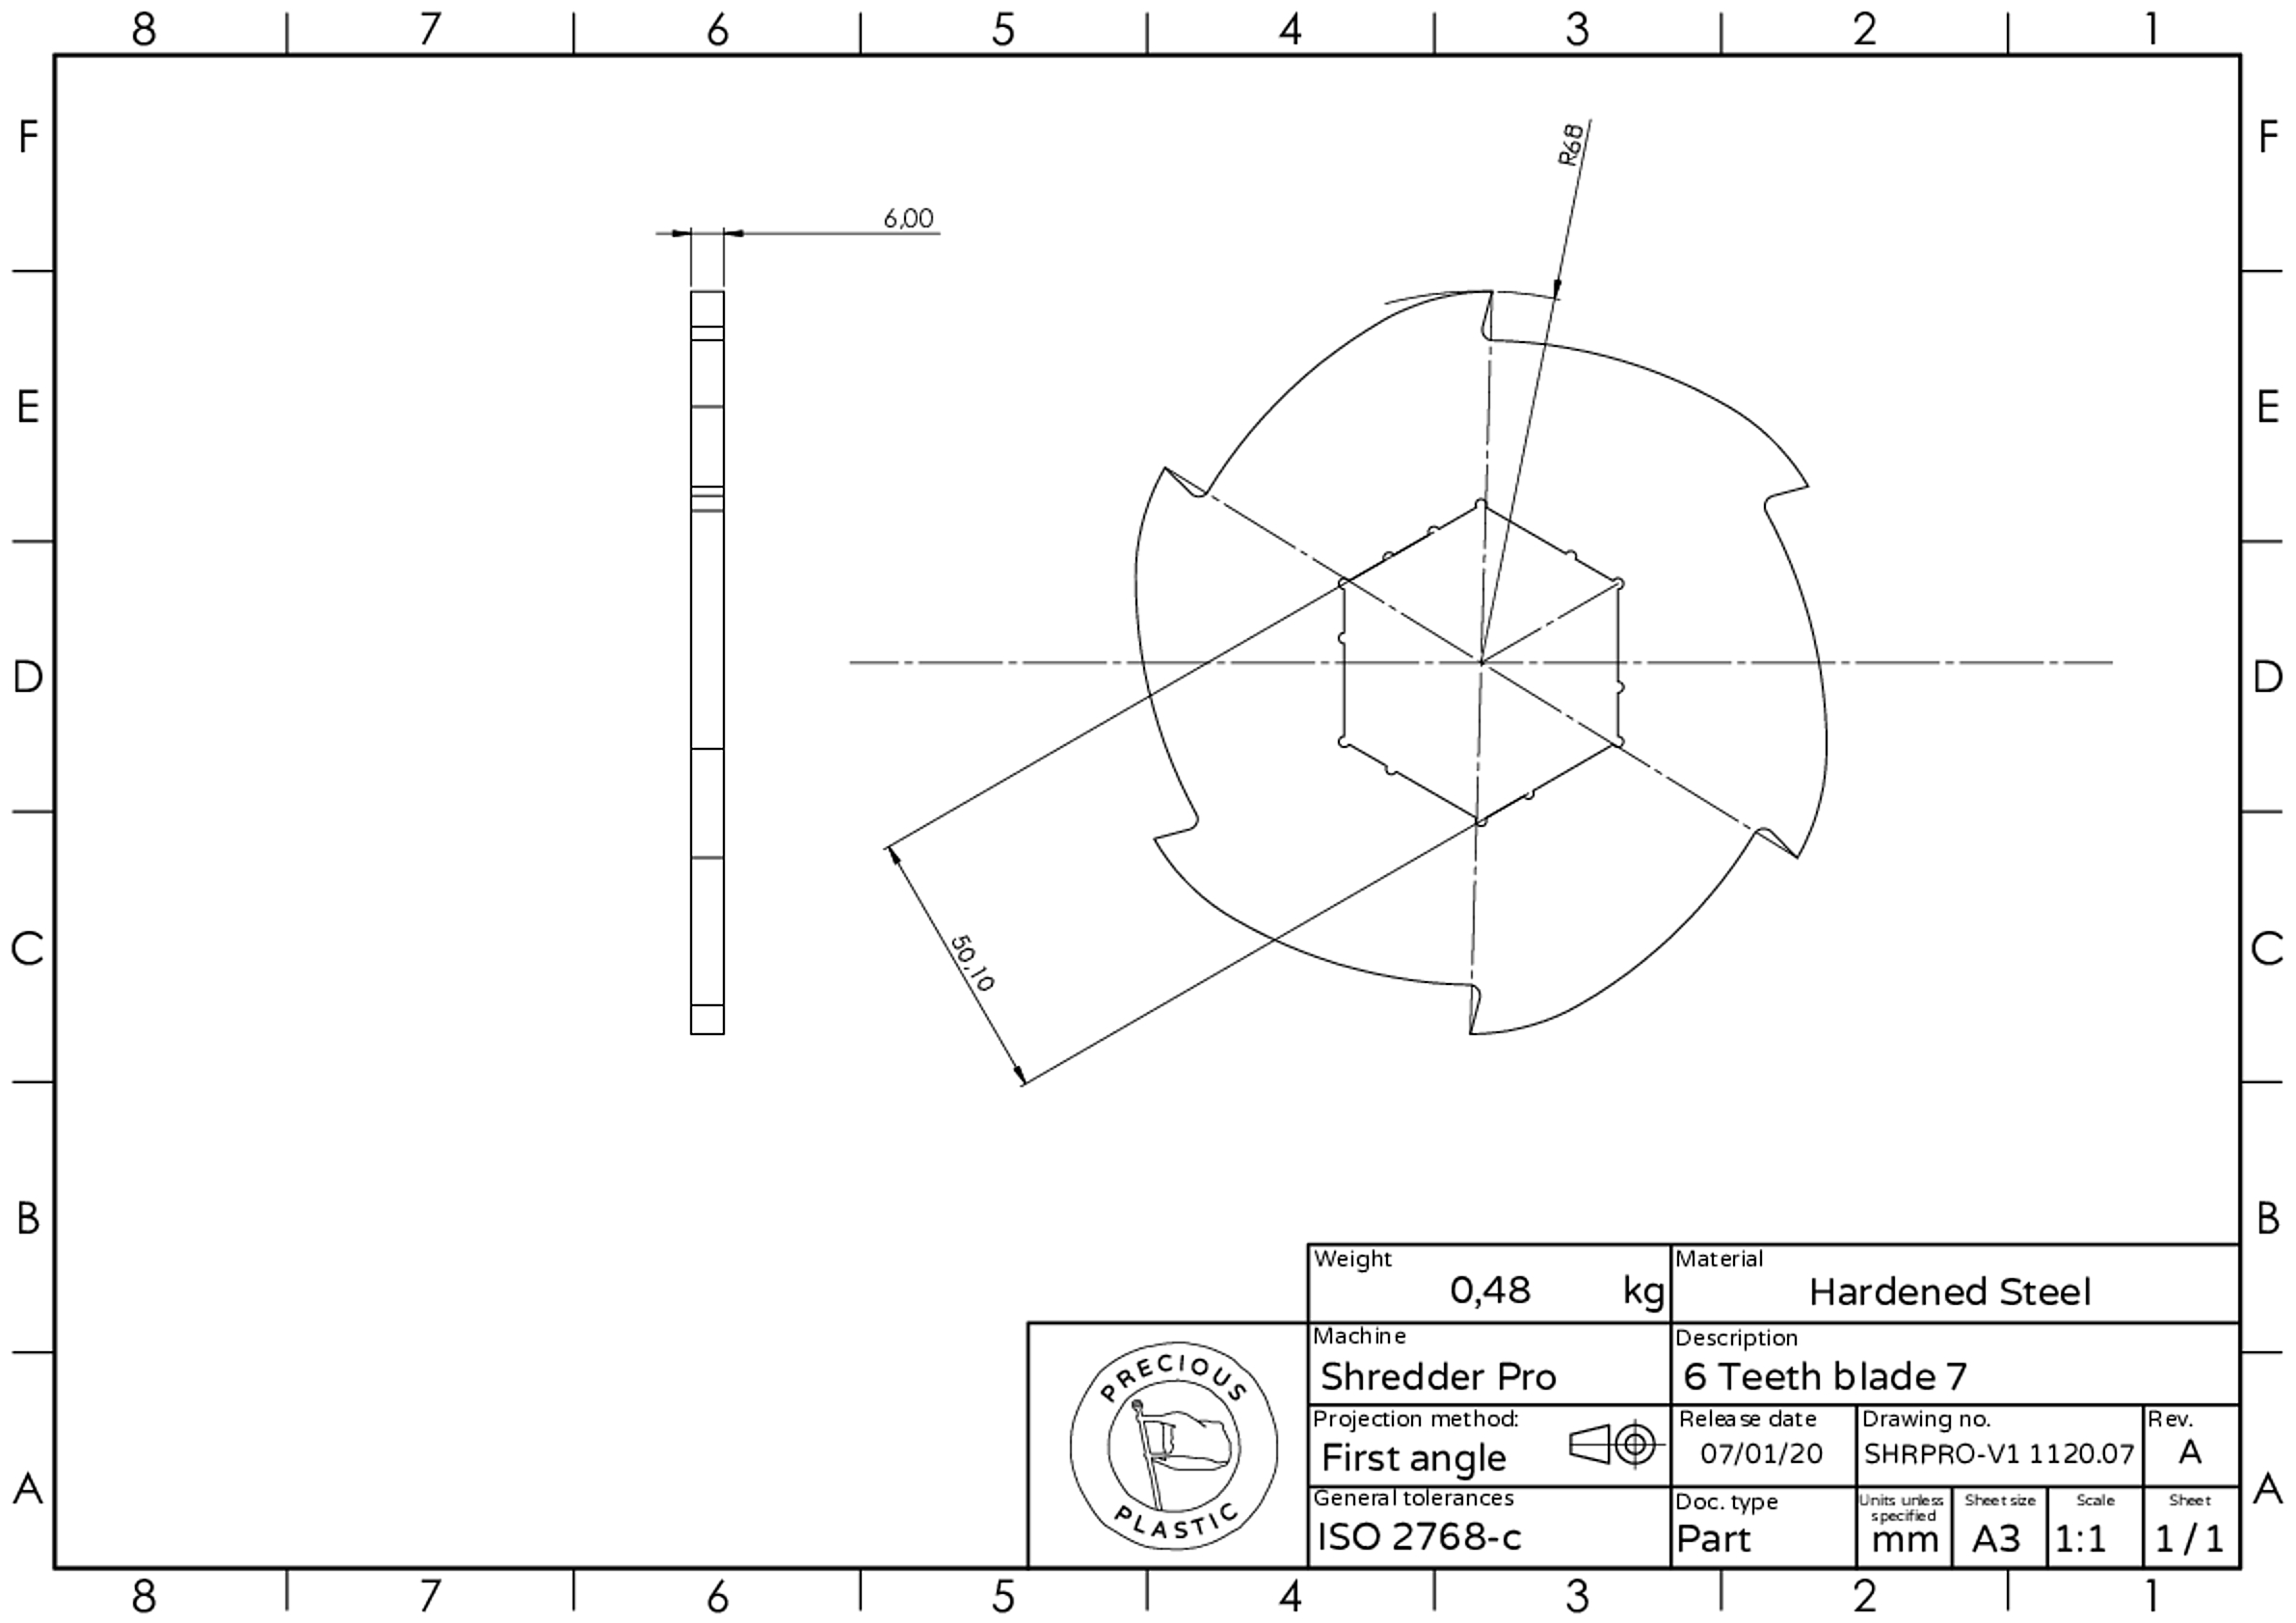 8 7 6 5 4 3 2 1
F F
R68
6,00
E E
D D
C C
50,10
B B
Weight Material
0,48 kg Hardened Steel
Machine Description
Shredder Pro 6 Teeth blade 7
Projection method: Release date Drawing no. Rev.
First angle 07/01/20 SHRPRO-V1 1120.07 A
PRECIOUS
PLASTIC
A A
General tolerances Doc. type Units unless specified Sheet size Scale Sheet
ISO 2768-c Part mm A3 1:1 1 / 1
8 7 6 5 4 3 2 1